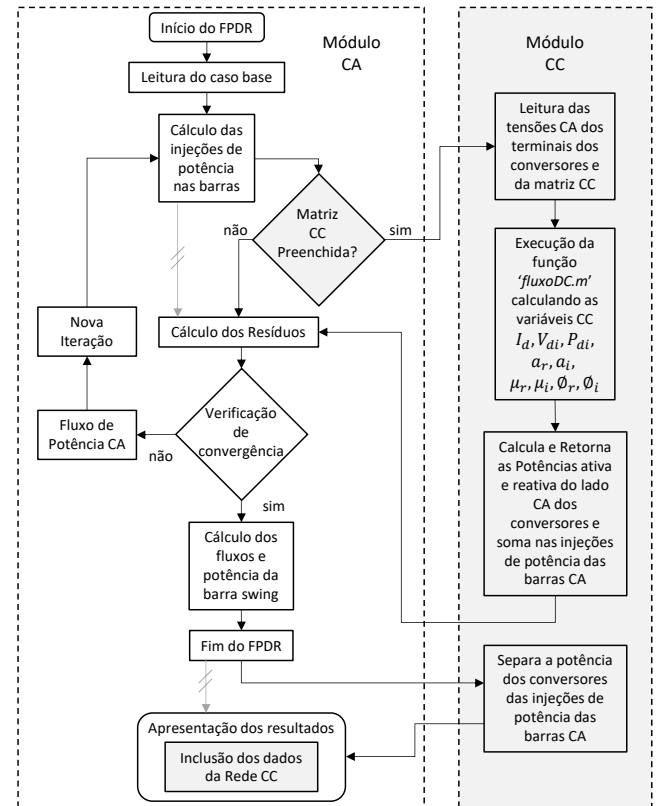 Início do FPDR
Módulo
CA
Leitura do caso base
Cálculo das
injeções de
potência
nas barras
Matriz
CC
Preenchida?
não
sim
Cálculo dos Resíduos
Nova
Iteração
Verificação
de
convergência
Fluxo de
Potência CA
não
sim
Cálculo dos
fluxos e
potência da
barra swing
Fim do FPDR
Apresentação dos resultados
Inclusão dos dados
da Rede CC
Módulo
CC
Leitura das
tensões CA dos
terminais dos
conversores e
da matriz CC
Execução da
função
'fluxoDC.m'
calculando as
variáveis CC
I_d, V_di, P_di,
a_r, a_i,
μ_r, μ_i, Ø_r, Ø_i
Calcula e Retorna
as Potências ativa
e reativa do lado
CA dos
conversores e
soma nas injeções
de potência das
barras CA
Separa a potência
dos conversores
das injeções de
potência das
barras CA